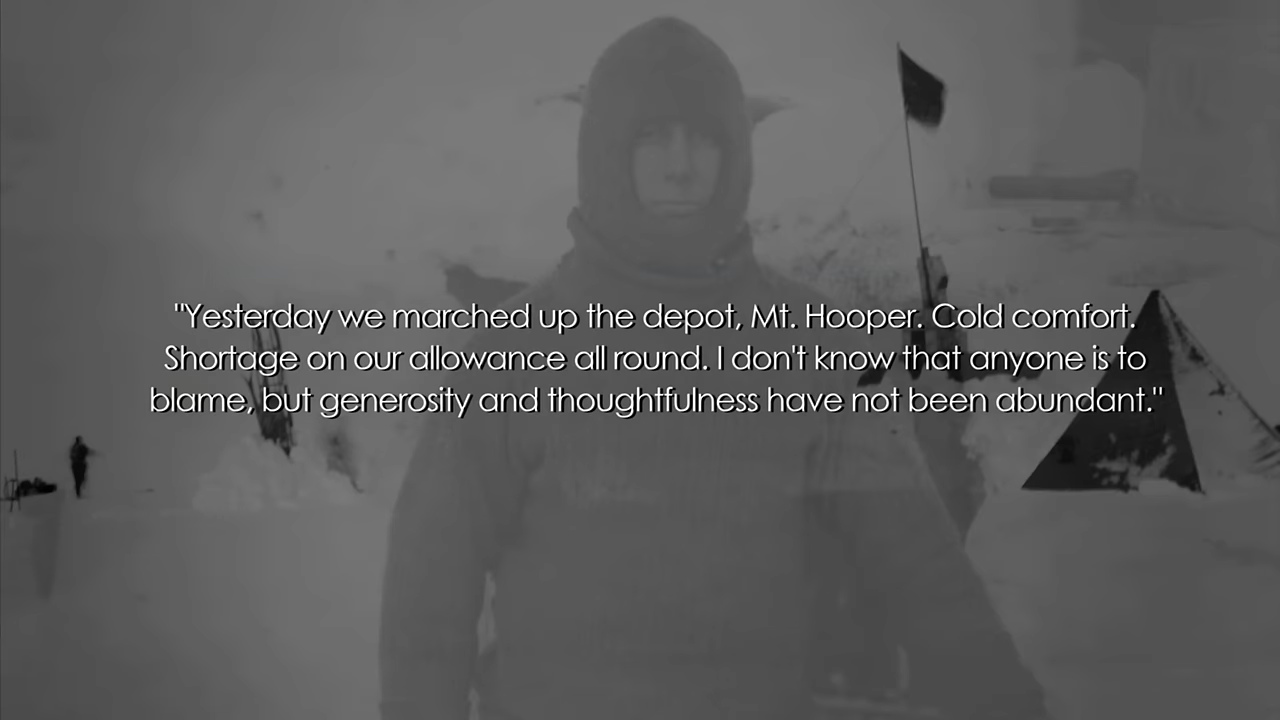 "Yesterday we marched up the depot, Mt. Hooper. Cold comfort.
Shortage on our allowance all round. I don't know that anyone is to
blame, but generosity and thoughtfulness have not been abundant."